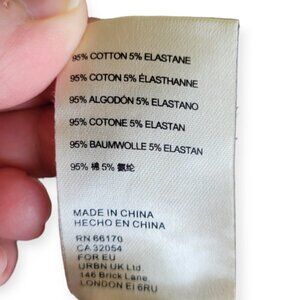 95% COTTON 5% ELASTANE
95% COTON 5% ÉLASTHANNE
95% ALGODÓN 5% ELASTANO
95% COTONE 5% ELASTAN
95% BAUMWOLLE 5% ELASTAN
95% 棉 5% 氨纶
MADE IN CHINA
HECHO EN CHINA
RN 66170
CA 32054
FOR EU
URBN UK Ltd
146 Brick Lane
LONDON E1 6RU